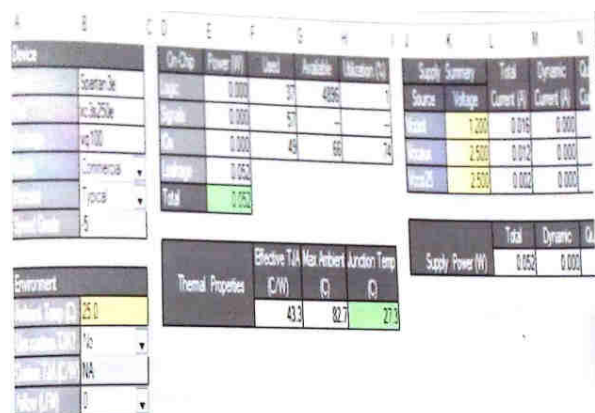 A B C D E F G H I J K L M N
Device
Spartan3e
xc3s250e
vq100
Commercial
Typical
-5
Environment
25.0
No
NA
0
On-Chip Power (W) Used Available Utilization (%)
Logic 0.000 37 4896 1
Signals 0.000 57 --- ---
IOs 0.000 49 66 74
Leakage 0.052
Total 0.052
Effective TJA Max Ambient Junction Temp
Thermal Properties (C/W) (C) (C)
43.3 82.7 27.3
Supply Summary Total Dynamic
Source Voltage Current (A) Current (A)
Vccint 1.200 0.016 0.000
Vccaux 2.500 0.012 0.000
Vcco25 2.500 0.002 0.000
Total Dynamic
Supply Power (W) 0.052 0.000